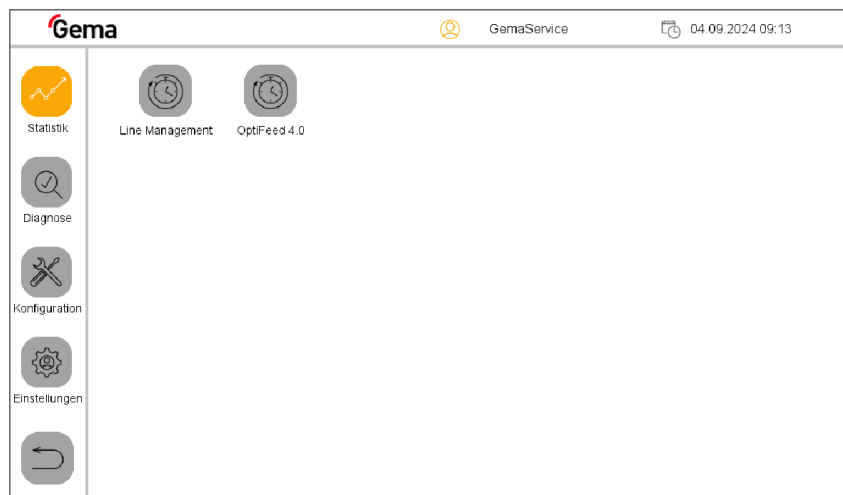 Gema
GemaService
04.09.2024 09:13
Statistik
Line Management
OptiFeed 4.0
Diagnose
Konfiguration
Einstellungen